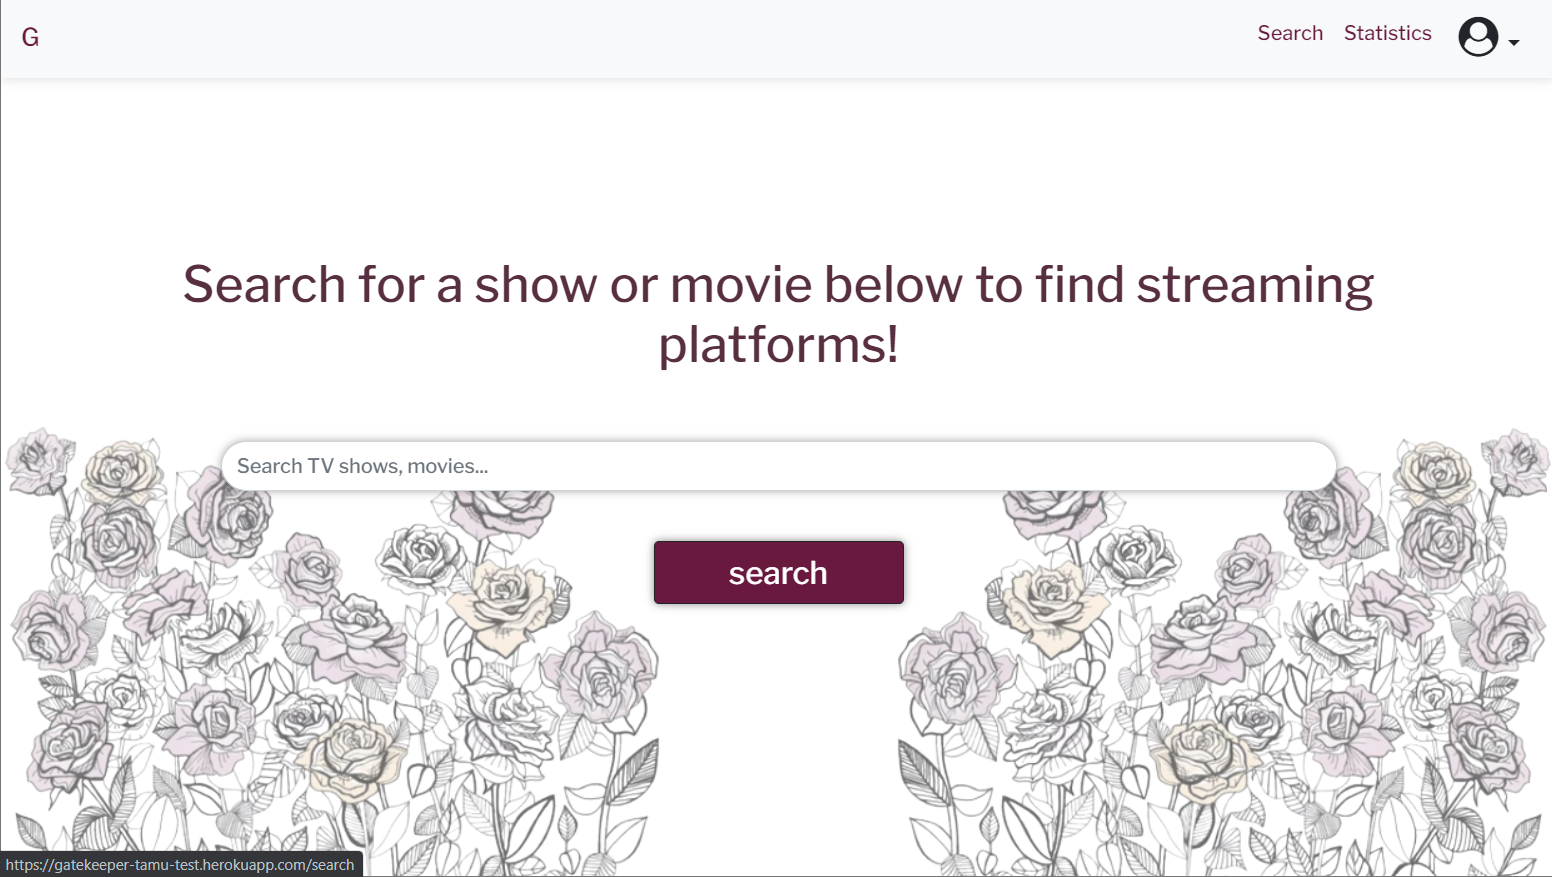 G
Search Statistics
Search for a show or movie below to find streaming
platforms!
Search TV shows, movies...
search
https://gatekeeper-tamu-test.herokuapp.com/search